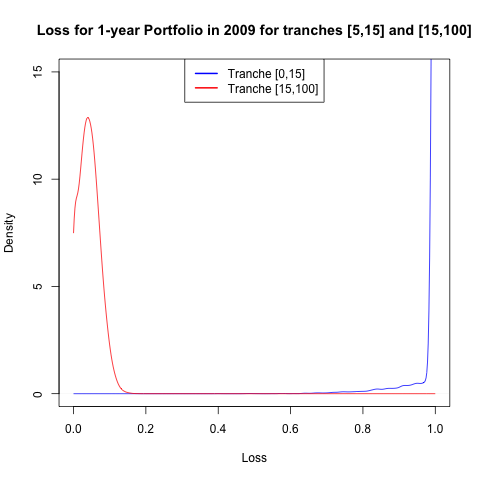 Loss for 1-year Portfolio in 2009 for tranches [5,15] and [15,100]
Tranche [0,15]
Tranche [15,100]
Density
15
10
5
0
0.0 0.2 0.4 0.6 0.8 1.0
Loss